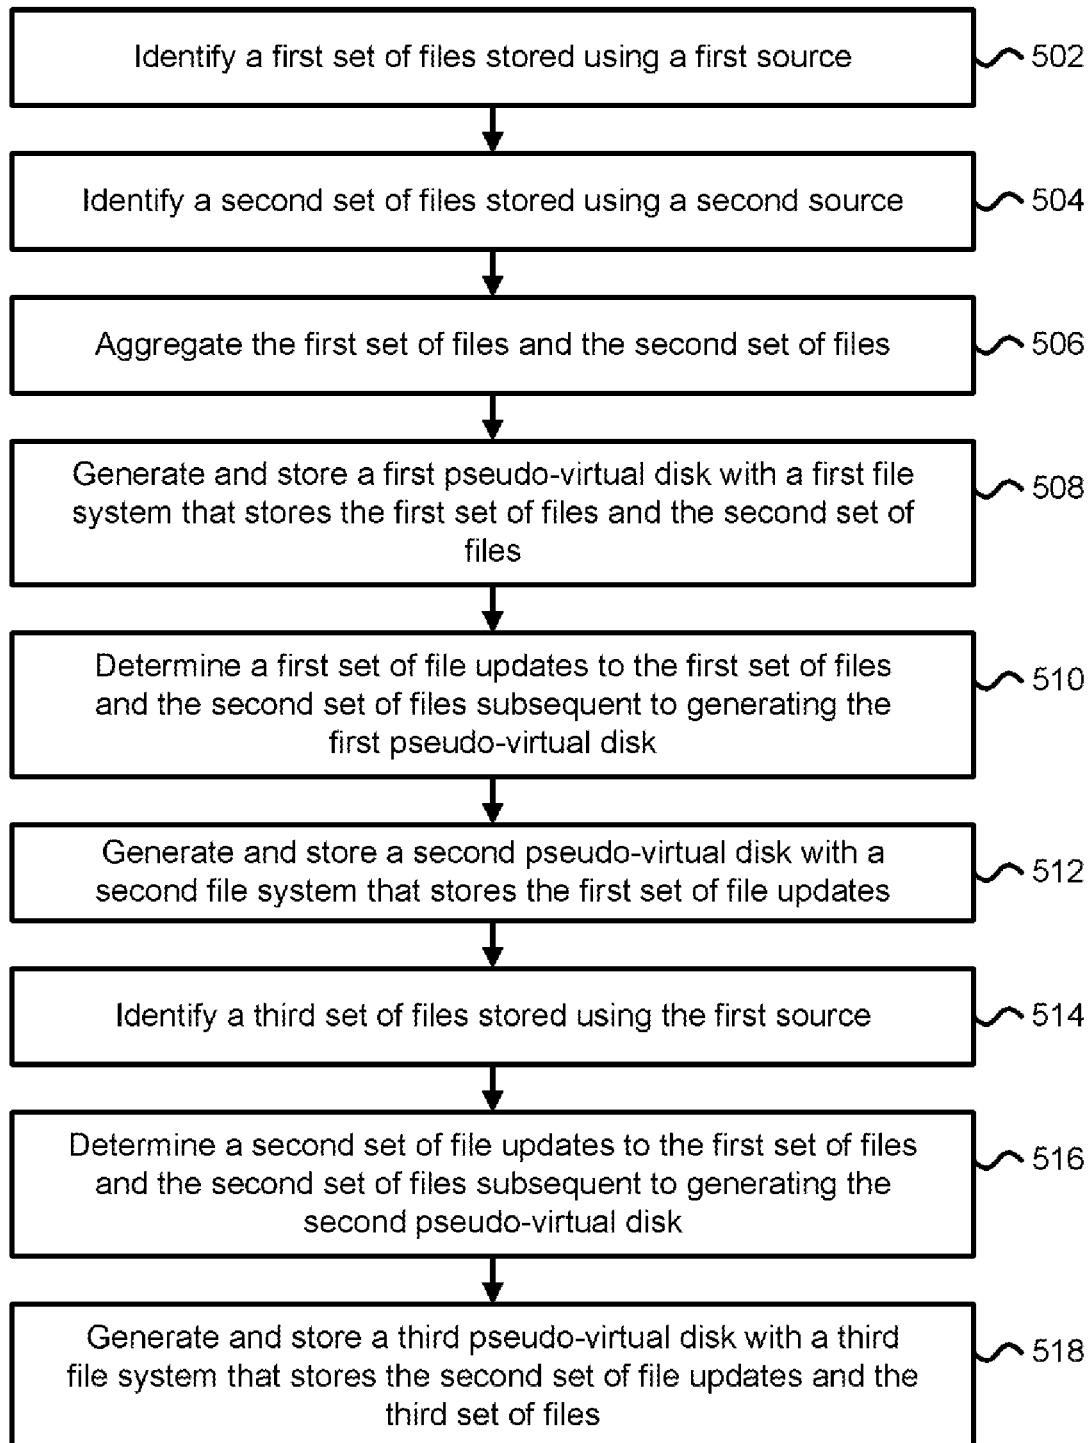 Identify a first set of files stored using a first source
502
Identify a second set of files stored using a second source
504
Aggregate the first set of files and the second set of files
506
Generate and store a first pseudo-virtual disk with a first file
system that stores the first set of files and the second set of
files
508
Determine a first set of file updates to the first set of files
and the second set of files subsequent to generating the
first pseudo-virtual disk
510
Generate and store a second pseudo-virtual disk with a
second file system that stores the first set of file updates
512
Identify a third set of files stored using the first source
514
Determine a second set of file updates to the first set of files
and the second set of files subsequent to generating the
second pseudo-virtual disk
516
Generate and store a third pseudo-virtual disk with a third
file system that stores the second set of file updates and the
third set of files
518